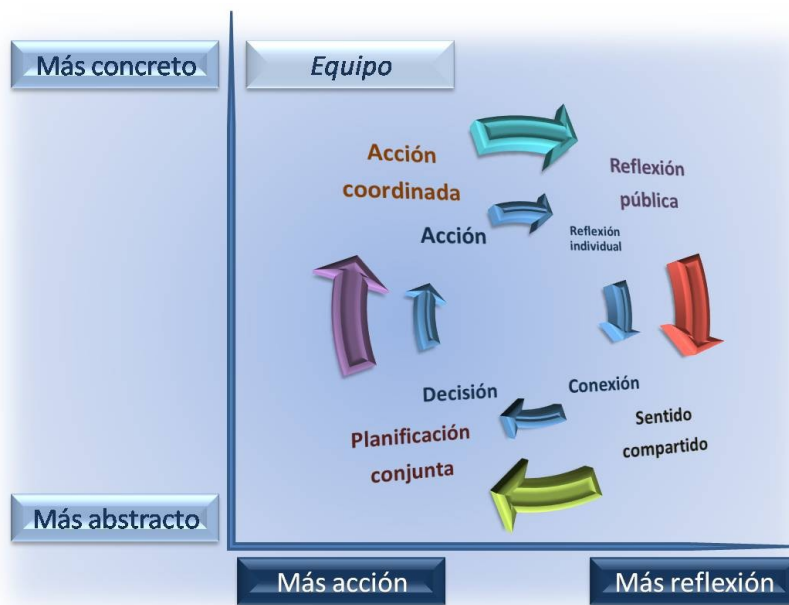 Más concreto
Equipo
Acción
coordinada
Reflexión
pública
Acción
Reflexión
individual
Decisión
Conexión
Planificación
conjunta
Sentido
compartido
Más abstracto
Más acción
Más reflexión